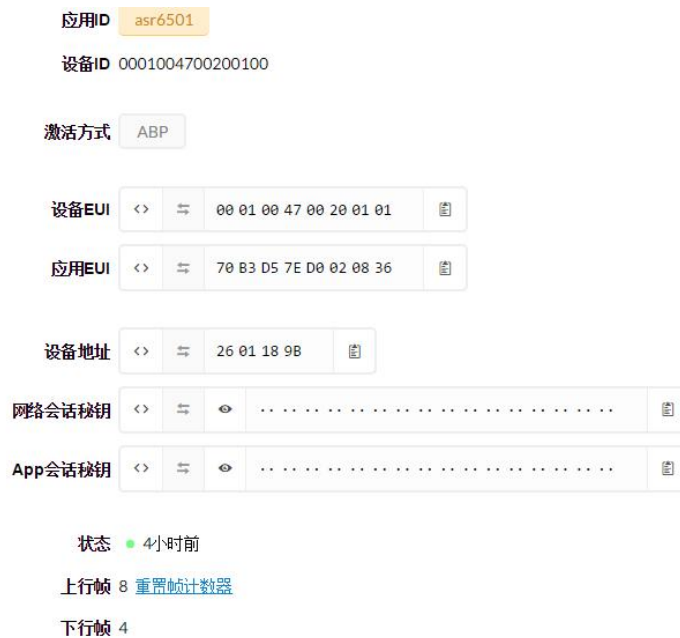 应用ID asr6501
设备ID 0001004700200100
激活方式 ABP
设备EUI <> 00 01 00 47 00 20 01 01
应用EUI <> 70 B3 D5 7E D0 02 08 36
设备地址 <> 26 01 18 9B
网络会话秘钥 <> .. .. .. .. .. .. .. .. .. .. .. .. .. .. .. ..
App会话秘钥 <> .. .. .. .. .. .. .. .. .. .. .. .. .. .. .. ..
状态 4小时前
上行帧 8 重置帧计数器
下行帧 4